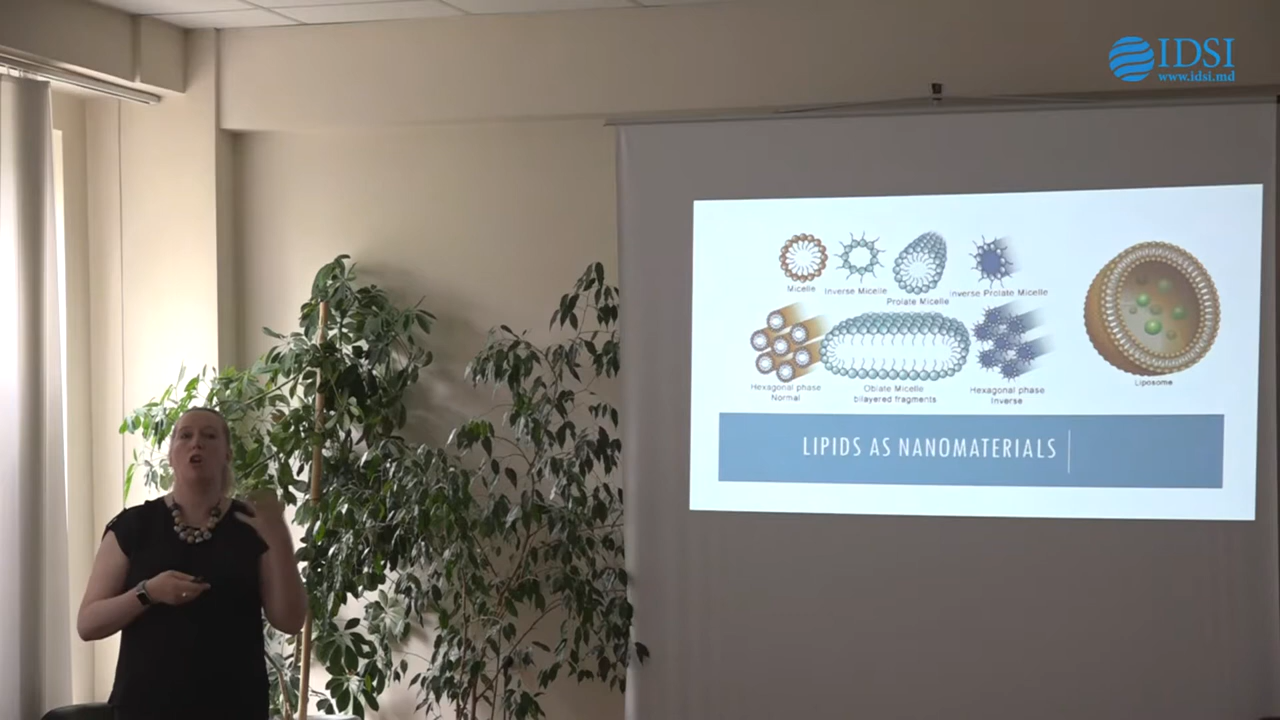 IDSI
www.idsi.md
Micelle
Inverse Micelle
Prolate Micelle
Inverse Prolate Micelle
Hexagonal phase
Normal
Oblate Micelle
bilayered fragments
Hexagonal phase
Inverse
Liposome
LIPIDS AS NANOMATERIALS